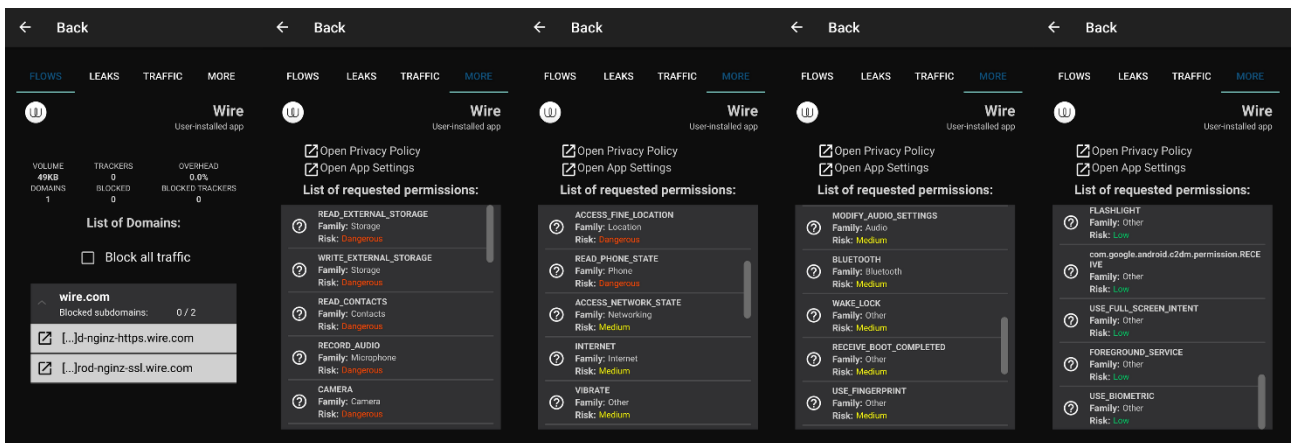 Back
FLOWS LEAKS TRAFFIC MORE
Wire
User-installed app
VOLUME TRACKERS OVERHEAD
49KB 0 0.0%
DOMAINS BLOCKED BLOCKED TRACKERS
1 0 0
List of Domains:
Block all traffic
wire.com
Blocked subdomains: 0 / 2
[...]d-nginz-https.wire.com
[...]rod-nginz-ssl.wire.com
Back
FLOWS LEAKS TRAFFIC MORE
Wire
User-installed app
Open Privacy Policy
Open App Settings
List of requested permissions:
READ_EXTERNAL_STORAGE
Family: Storage
Risk: Dangerous
WRITE_EXTERNAL_STORAGE
Family: Storage
Risk: Dangerous
READ_CONTACTS
Family: Contacts
Risk: Dangerous
RECORD_AUDIO
Family: Microphone
Risk: Dangerous
CAMERA
Family: Camera
Risk: Dangerous
Back
FLOWS LEAKS TRAFFIC MORE
Wire
User-installed app
Open Privacy Policy
Open App Settings
List of requested permissions:
ACCESS_FINE_LOCATION
Family: Location
Risk: Dangerous
READ_PHONE_STATE
Family: Phone
Risk: Dangerous
ACCESS_NETWORK_STATE
Family: Networking
Risk: Medium
INTERNET
Family: Internet
Risk: Medium
VIBRATE
Family: Other
Risk: Medium
Back
FLOWS LEAKS TRAFFIC MORE
Wire
User-installed app
Open Privacy Policy
Open App Settings
List of requested permissions:
MODIFY_AUDIO_SETTINGS
Family: Audio
Risk: Medium
BLUETOOTH
Family: Bluetooth
Risk: Medium
WAKE_LOCK
Family: Other
Risk: Medium
RECEIVE_BOOT_COMPLETED
Family: Other
Risk: Medium
USE_FINGERPRINT
Family: Other
Risk: Medium
Back
FLOWS LEAKS TRAFFIC MORE
Wire
User-installed app
Open Privacy Policy
Open App Settings
List of requested permissions:
FLASHLIGHT
Family: Other
Risk: Low
com.google.android.c2dm.permission.RECE
IVE
Family: Other
Risk: Low
USE_FULL_SCREEN_INTENT
Family: Other
Risk: Low
FOREGROUND_SERVICE
Family: Other
Risk: Low
USE_BIOMETRIC
Family: Other
Risk: Low